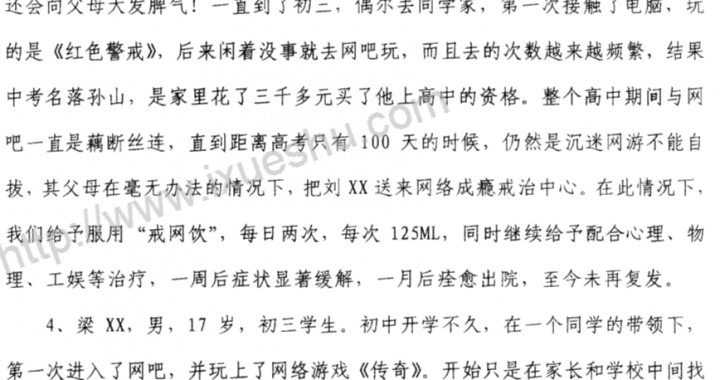 还会向父母大发脾气！一直到了初三，偶尔去同学家，第一次接触了电脑，玩
的是《红色警戒》，后来闲着没事就去网吧玩，而且去的次数越来越频繁，结果
中考名落孙山，是家里花了三千多元买了他上高中的资格。整个高中期间与网
吧一直是藕断丝连，直到距离高考只有 100 天的时候，仍然是沉迷网游不能自
拔，其父母在毫无办法的情况下，把刘 XX 送来网络成瘾戒治中心。在此情况下，
我们给予服用“戒网饮”，每日两次，每次 125ML，同时继续给予配合心理、物
理、工娱等治疗，一周后症状显著缓解，一月后痊愈出院，至今未再复发。
4、梁 XX，男，17 岁，初三学生。初中开学不久，在一个同学的带领下，
第一次进入了网吧，并玩上了网络游戏《传奇》。开始只是在家长和学校中间找
http://www.ixueshu.com